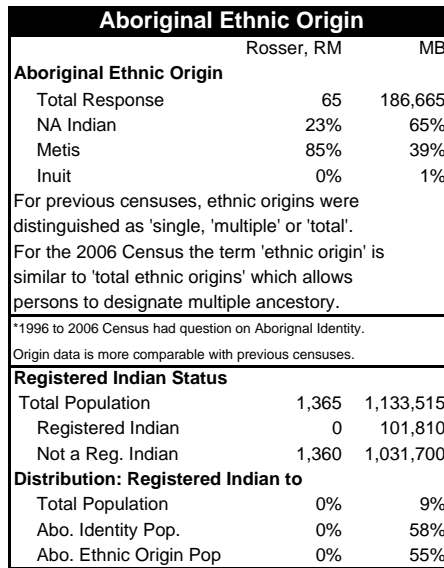 Aboriginal Ethnic Origin
Rosser, RM MB
Aboriginal Ethnic Origin
Total Response 65 186,665
NA Indian 23% 65%
Metis 85% 39%
Inuit 0% 1%
For previous censuses, ethnic origins were
distinguished as 'single, 'multiple' or 'total'.
For the 2006 Census the term 'ethnic origin' is
similar to 'total ethnic origins' which allows
persons to designate multiple ancestory.
*1996 to 2006 Census had question on Aborignal Identity.
Origin data is more comparable with previous censuses.
Registered Indian Status
Total Population 1,365 1,133,515
Registered Indian 0 101,810
Not a Reg. Indian 1,360 1,031,700
Distribution: Registered Indian to
Total Population 0% 9%
Abo. Identity Pop. 0% 58%
Abo. Ethnic Origin Pop 0% 55%